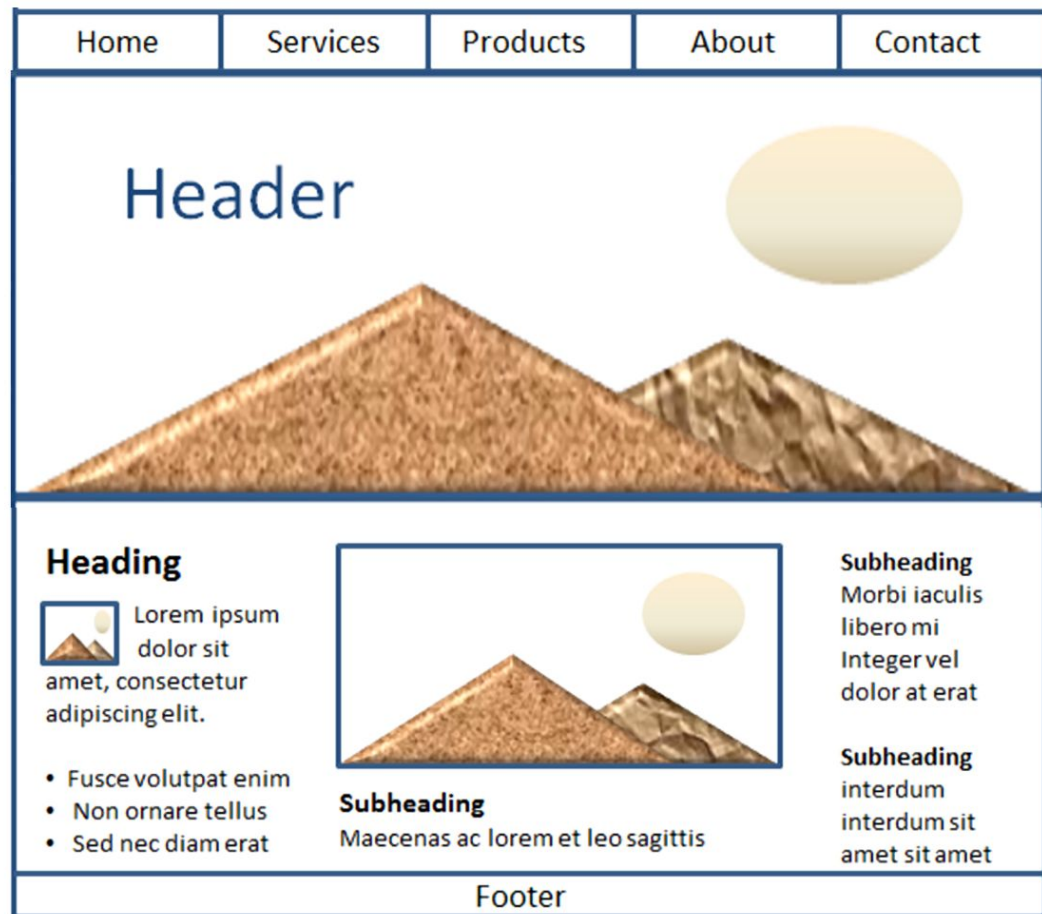 Home Services Products About Contact
Header
Heading
Lorem ipsum
dolor sit
amet, consectetur
adipiscing elit.
• Fusce volutpat enim
• Non ornare tellus
• Sed nec diam erat
Subheading
Maecenas ac lorem et leo sagittis
Subheading
Morbi iaculis
libero mi
Integer vel
dolor at erat
Subheading
interdum
interdum sit
amet sit amet
Footer